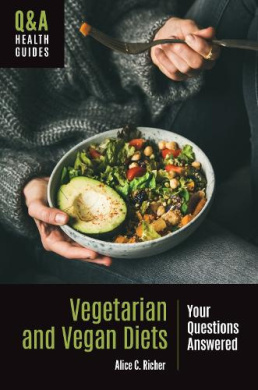 Q&A
HEALTH
GUIDES
Vegetarian
and Vegan Diets
Your
Questions
Answered
Alice C. Richer